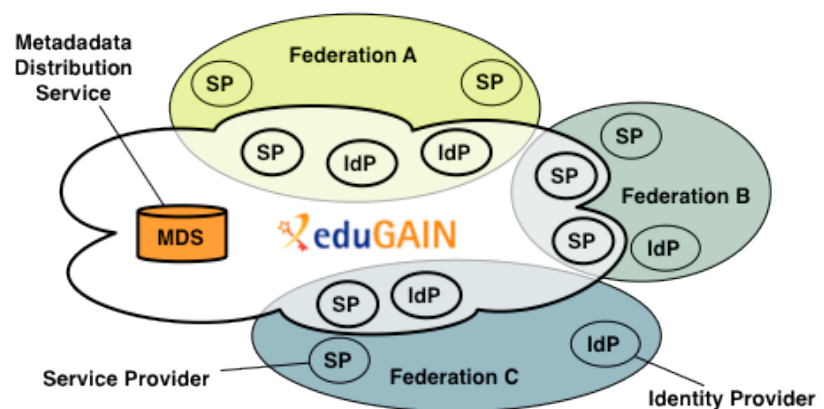 Metadadata
Distribution
Service
Federation A
SP
SP
SP
IdP
IdP
SP
SP
Federation B
MDS
eduGAIN
SP
IdP
SP
IdP
SP
IdP
Service Provider
Federation C
Identity Provider